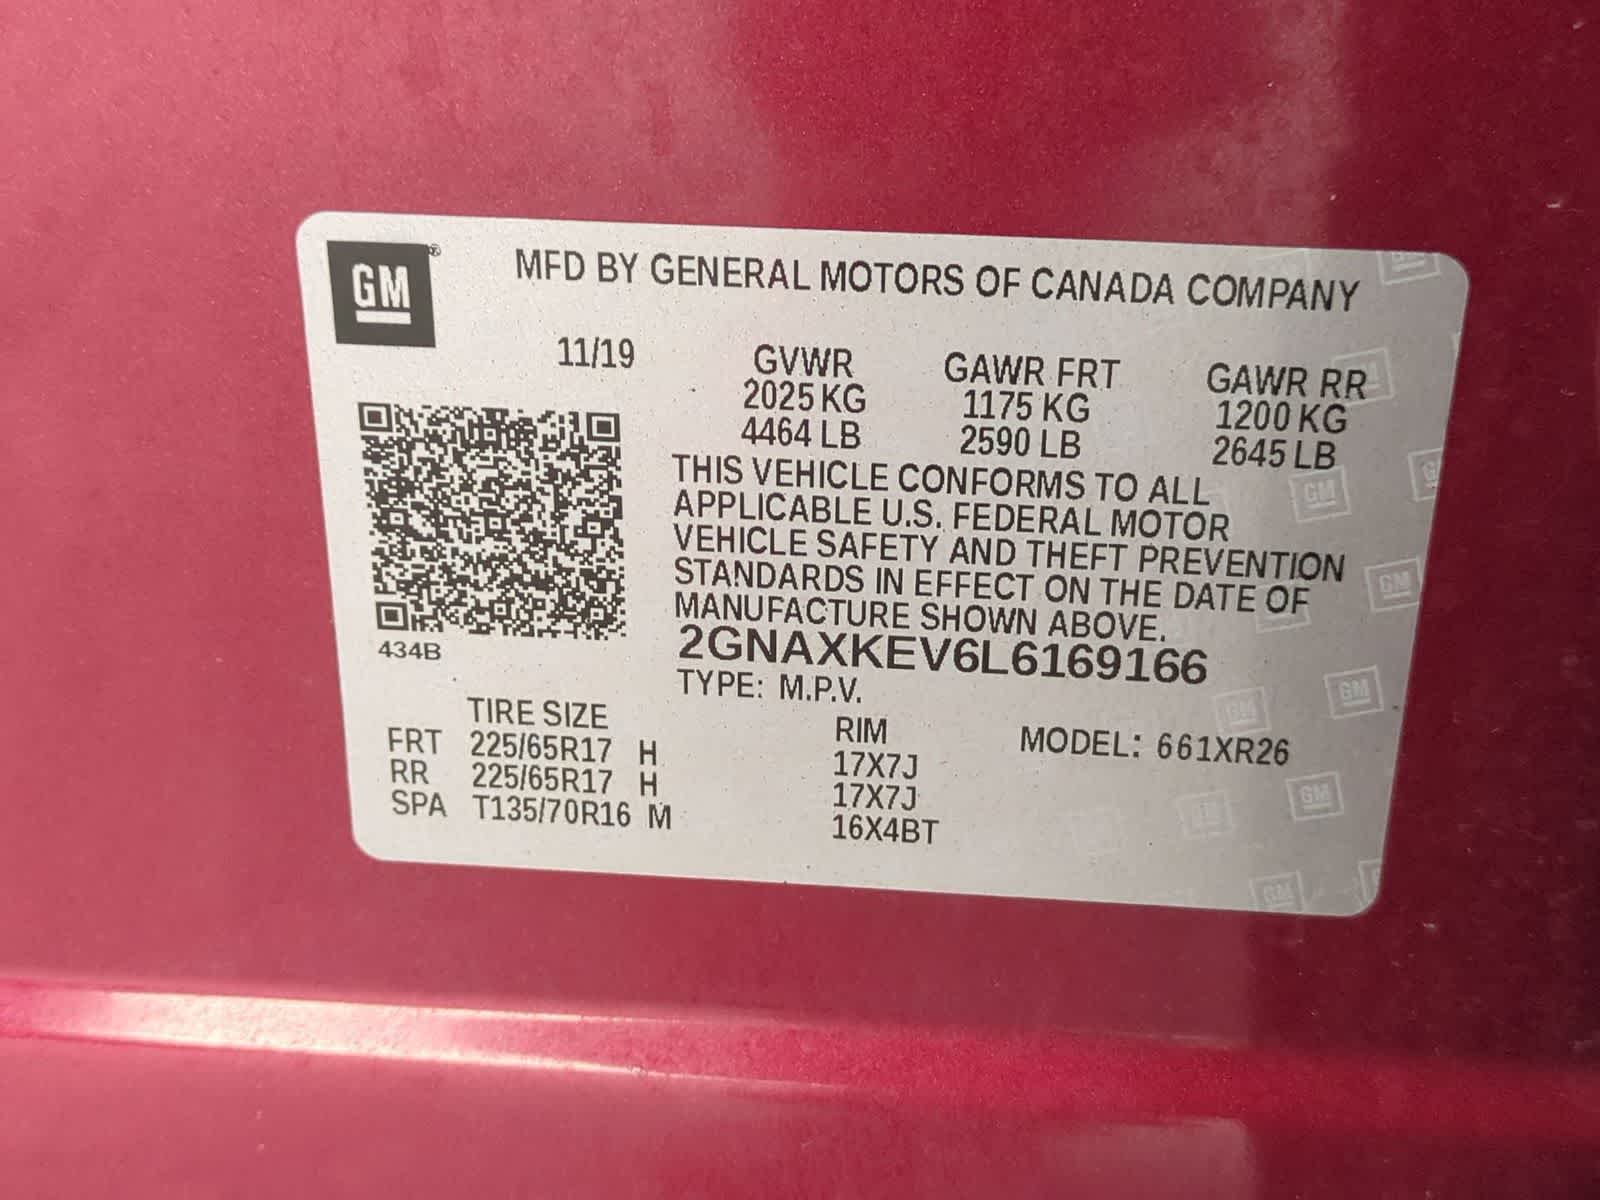 GM
MFD BY GENERAL MOTORS OF CANADA COMPANY
11/19
GVWR GAWR FRT GAWR RR
2025 KG 1175 KG 1200 KG
4464 LB 2590 LB 2645 LB
THIS VEHICLE CONFORMS TO ALL
APPLICABLE U.S. FEDERAL MOTOR
VEHICLE SAFETY AND THEFT PREVENTION
STANDARDS IN EFFECT ON THE DATE OF
MANUFACTURE SHOWN ABOVE.
434B
2GNAXKEV6L6169166
TYPE: M.P.V.
TIRE SIZE RIM MODEL: 661XR26
FRT 225/65R17 H 17X7J
RR 225/65R17 H 17X7J
SPA T135/70R16 M 16X4BT